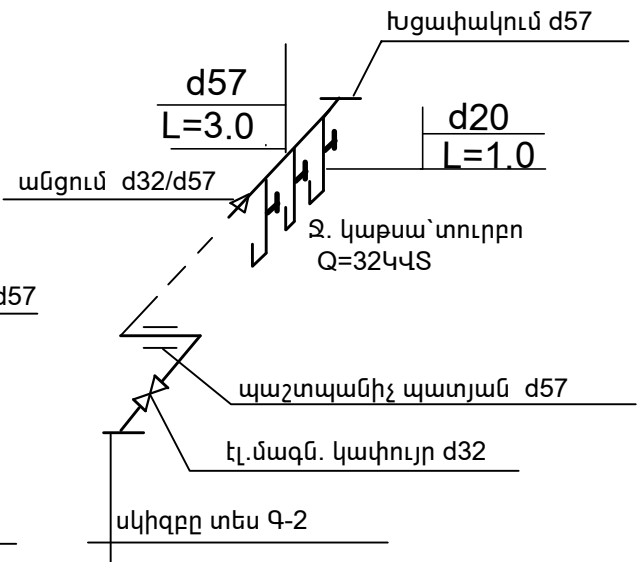 Խցափակում d57
d57
L=3.0
d20
L=1.0
անցում d32/d57
Ջ. կաթսա՝տուրբո
Q=32ԿՎՏ
d57
պաշտպանիչ պատյան d57
էլ.մագն. կափույր d32
սկիզբը տես Գ-2